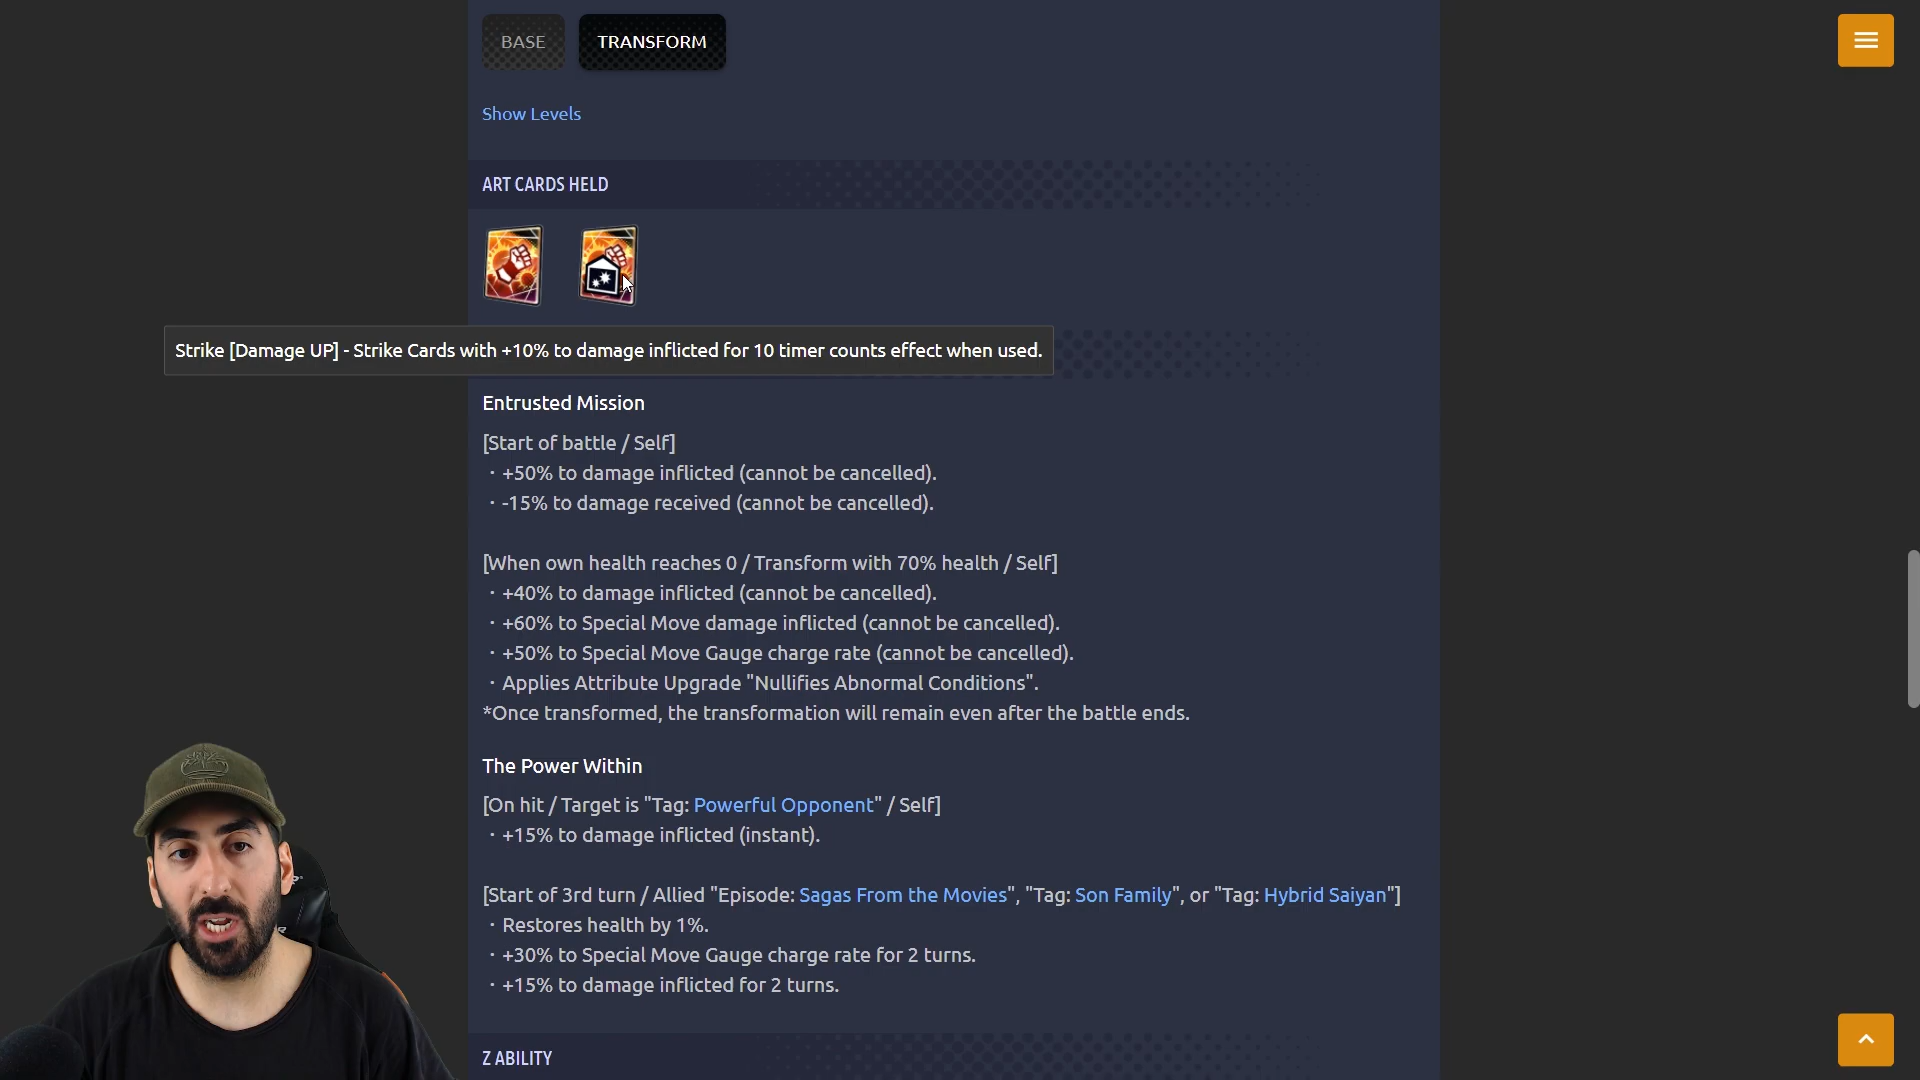 BASE
TRANSFORM
Show Levels
ART CARDS HELD
Strike [Damage UP] - Strike Cards with +10% to damage inflicted for 10 timer counts effect when used.
Entrusted Mission
[Start of battle / Self]
・+50% to damage inflicted (cannot be cancelled).
・-15% to damage received (cannot be cancelled).
[When own health reaches 0 / Transform with 70% health / Self]
・+40% to damage inflicted (cannot be cancelled).
・+60% to Special Move damage inflicted (cannot be cancelled).
・+50% to Special Move Gauge charge rate (cannot be cancelled).
・Applies Attribute Upgrade "Nullifies Abnormal Conditions".
*Once transformed, the transformation will remain even after the battle ends.
The Power Within
[On hit / Target is "Tag: Powerful Opponent" / Self]
・+15% to damage inflicted (instant).
[Start of 3rd turn / Allied "Episode: Sagas From the Movies", "Tag: Son Family", or "Tag: Hybrid Saiyan"]
・Restores health by 1%.
・+30% to Special Move Gauge charge rate for 2 turns.
・+15% to damage inflicted for 2 turns.
Z ABILITY